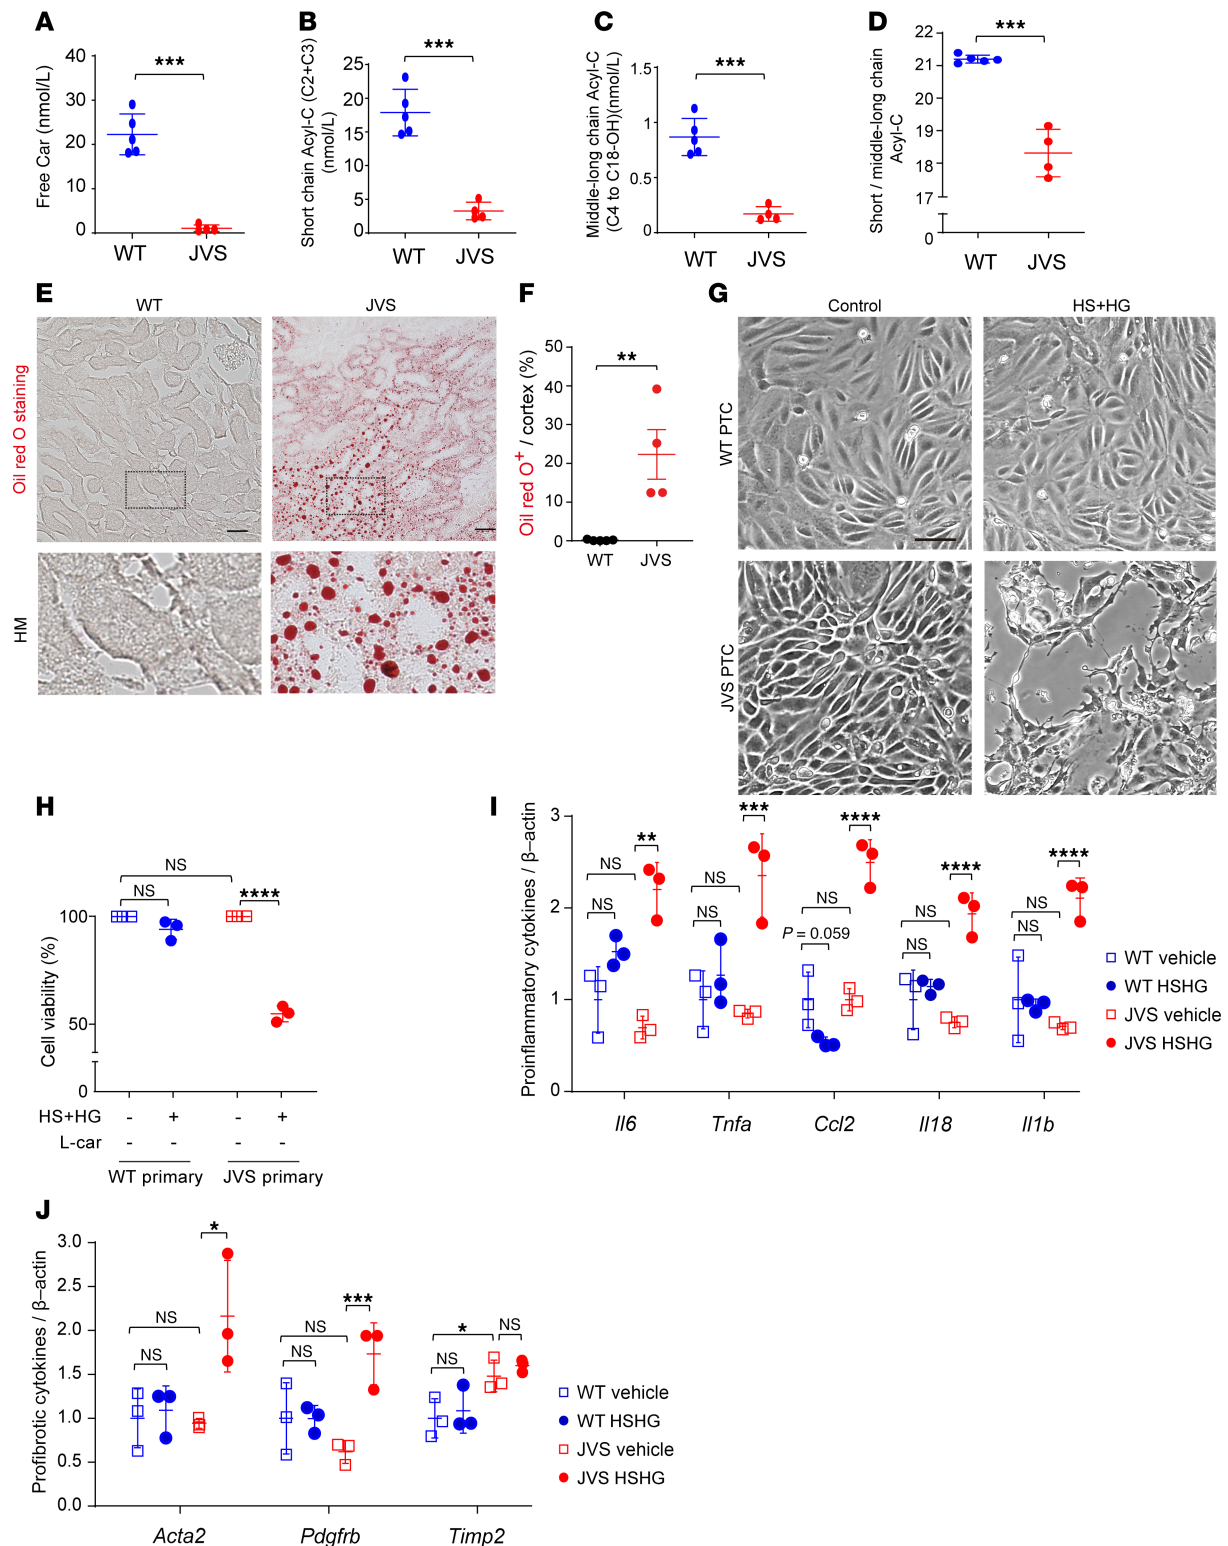 A
Free Car (nmol/L)
40
30
20
10
0
***
WT
JVS
B
Short chain Acyl-C (C2+C3)
(nmol/L)
25
20
15
10
5
0
***
WT
JVS
C
Middle-long chain Acyl-C
(C4 to C18-OH)(nmol/L)
1.5
1
0.5
0
***
WT
JVS
D
Short / middle-long chain
Acyl-C
22
21
20
19
18
17
0
***
WT
JVS
E
WT
JVS
Oil red O staining
HM
F
Oil red O+ / cortex (%)
50
40
30
20
10
0
**
WT
JVS
G
Control
HS+HG
WT PTC
JVS PTC
H
Cell viability (%)
100
50
0
NS
NS
****
HS+HG
-
+
-
+
L-car
-
-
-
-
WT primary
JVS primary
I
Proinflammatory cytokines / β–actin
3
2
1
0
NS
NS
**
NS
NS
***
P = 0.059
NS
****
NS
NS
****
NS
NS
****
Il6
Tnfa
Ccl2
Il18
Il1b
WT vehicle
WT HSHG
JVS vehicle
JVS HSHG
J
Profibrotic cytokines / β–actin
3.0
2.5
2.0
1.5
1.0
0.5
0.0
NS
NS
*
NS
NS
***
NS
*
NS
Acta2
Pdgfrb
Timp2
WT vehicle
WT HSHG
JVS vehicle
JVS HSHG